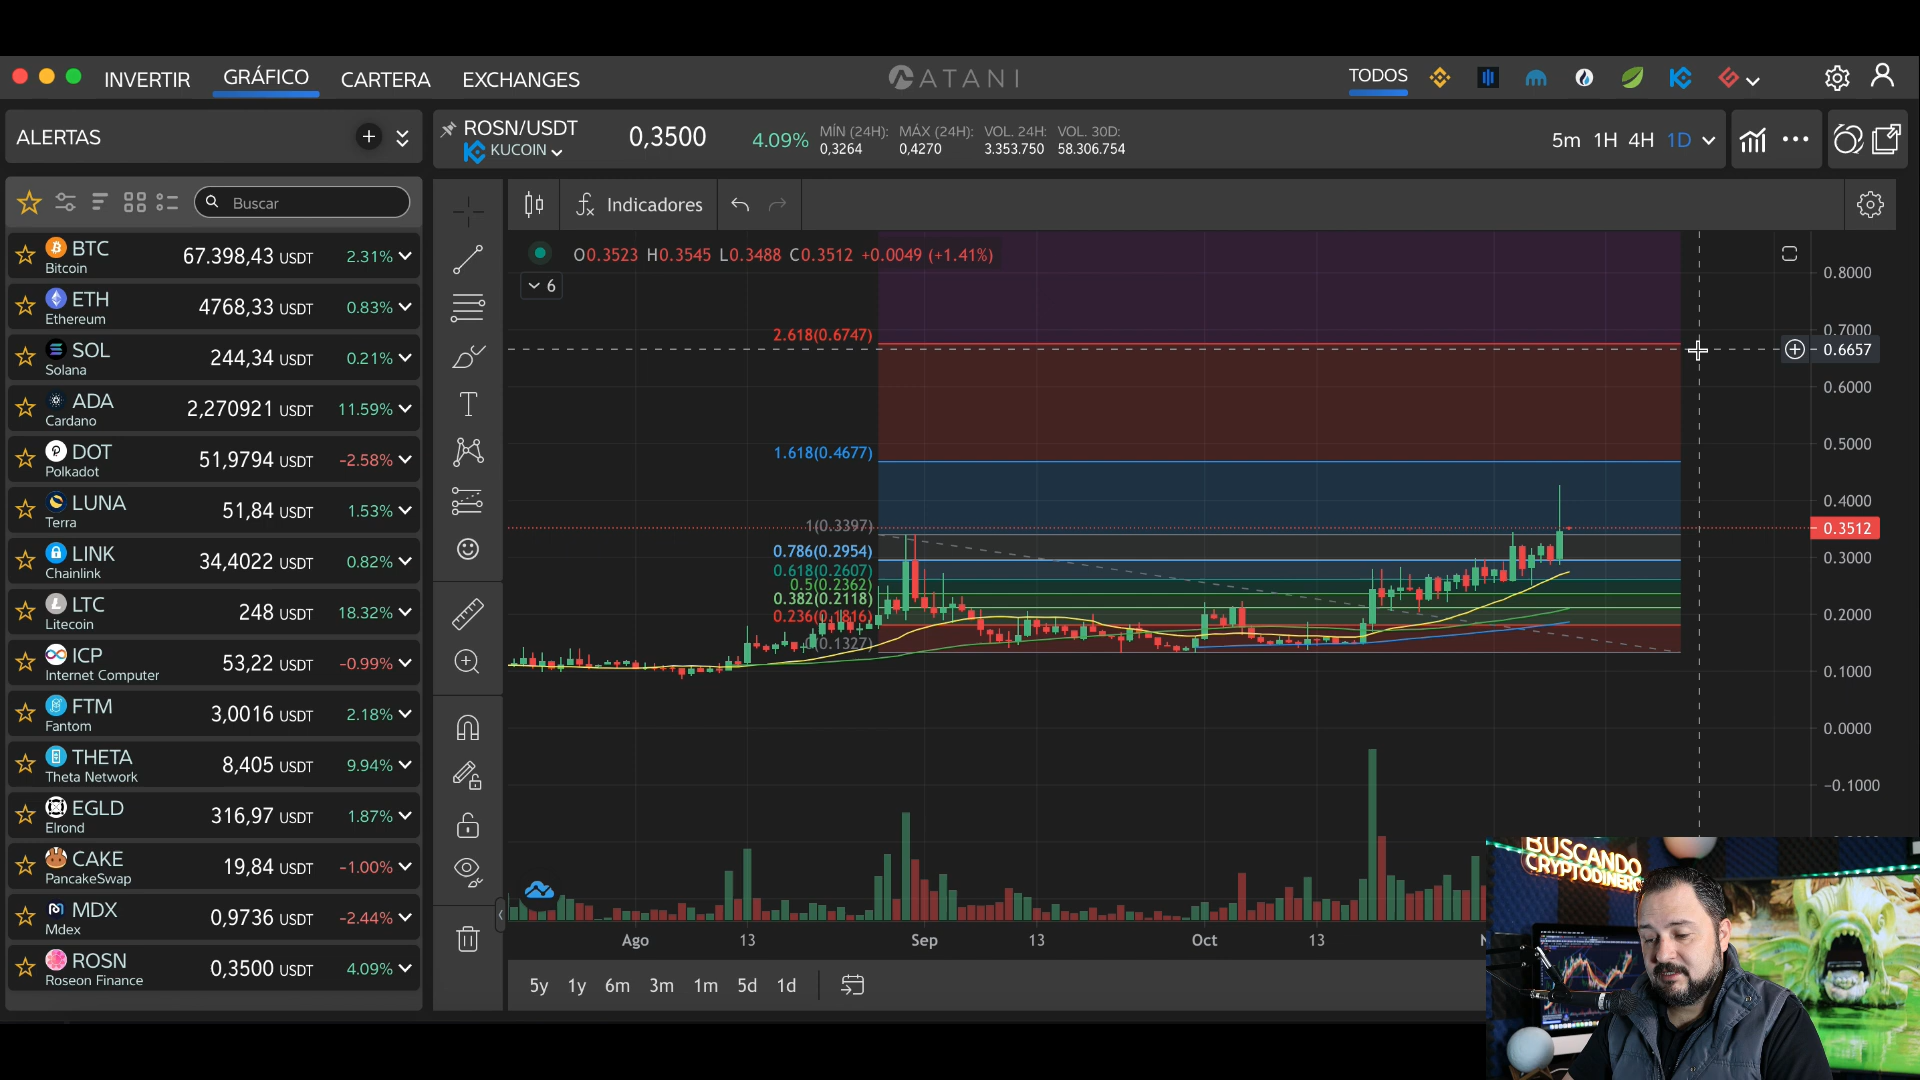 INVERTIR GRÁFICO CARTERA EXCHANGES
ATANI
TODOS
ALERTAS
ROSN/USDT
KUCOIN
0,3500
4.09%
MÍN (24H): MÁX (24H): VOL. 24H: VOL. 30D:
0,3264 0,4270 3.353.750 58.306.754
5m 1H 4H 1D
Buscar
Indicadores
BTC 67.398,43 USDT 2.31%
Bitcoin
ETH 4768,33 USDT 0.83%
Ethereum
SOL 244,34 USDT 0.21%
Solana
ADA 2,270921 USDT 11.59%
Cardano
DOT 51,9794 USDT -2.58%
Polkadot
LUNA 51,84 USDT 1.53%
Terra
LINK 34,4022 USDT 0.82%
Chainlink
LTC 248 USDT 18.32%
Litecoin
ICP 53,22 USDT -0.99%
Internet Computer
FTM 3,0016 USDT 2.18%
Fantom
THETA 8,405 USDT 9.94%
Theta Network
EGLD 316,97 USDT 1.87%
Elrond
CAKE 19,84 USDT -1.00%
PancakeSwap
MDX 0,9736 USDT -2.44%
Mdex
ROSN 0,3500 USDT 4.09%
Roseon Finance
O0.3523 H0.3545 L0.3488 C0.3512 +0.0049 (+1.41%)
6
2.618(0.6747)
1.618(0.4677)
1(0.3397)
0.786(0.2954)
0.618(0.2607)
0.5(0.2362)
0.382(0.2118)
0.236(0.1816)
0(0.1327)
0.8000
0.7000
0.6657
0.6000
0.5000
0.4000
0.3512
0.3000
0.2000
0.1000
0.0000
-0.1000
Ago 13 Sep 13 Oct 13
5y 1y 6m 3m 1m 5d 1d
BUSCANDO
CRYPTODINERO